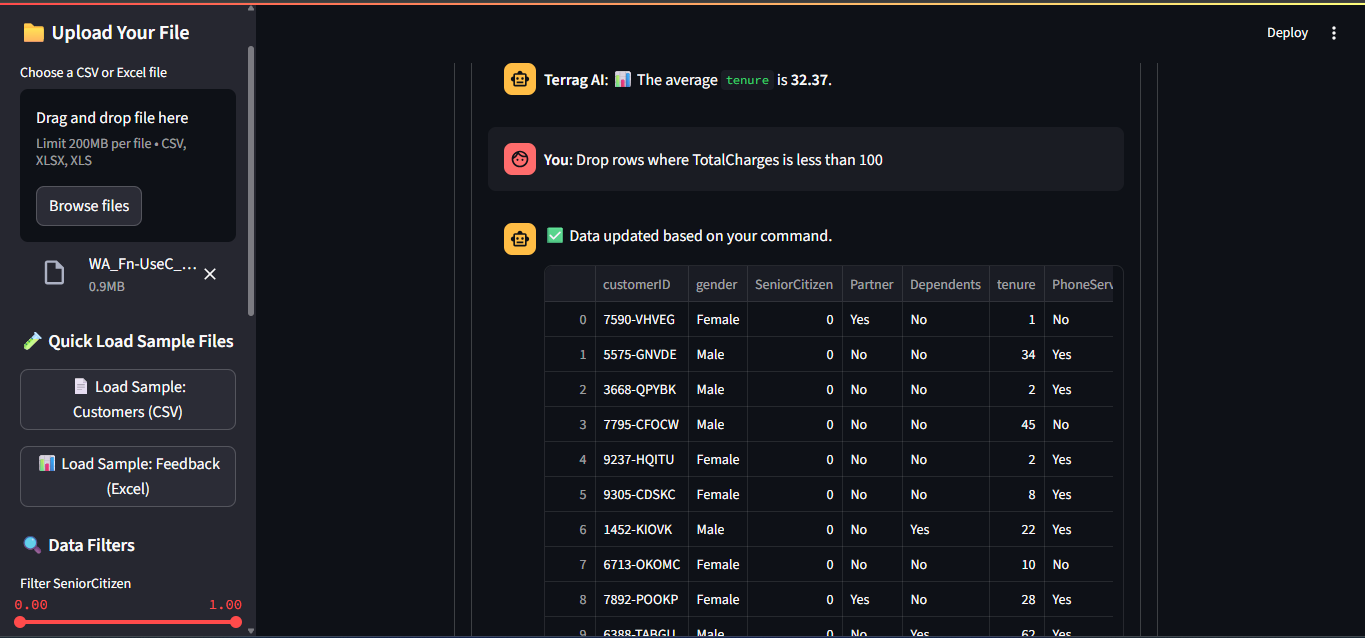 📁 Upload Your File
Choose a CSV or Excel file
Drag and drop file here
Limit 200MB per file • CSV,
XLSX, XLS
Browse files
WA_Fn-UseC_...
0.9MB
🧪 Quick Load Sample Files
📄 Load Sample:
Customers (CSV)
📊 Load Sample: Feedback
(Excel)
🔍 Data Filters
Filter SeniorCitizen
0.00 1.00
Deploy
Terrag AI: 📊 The average tenure is 32.37.
You: Drop rows where TotalCharges is less than 100
✅ Data updated based on your command.
customerID gender SeniorCitizen Partner Dependents tenure PhoneServ
0 7590-VHVEG Female 0 Yes No 1 No
1 5575-GNVDE Male 0 No No 34 Yes
2 3668-QPYBK Male 0 No No 2 Yes
3 7795-CFOCW Male 0 No No 45 No
4 9237-HQITU Female 0 No No 2 Yes
5 9305-CDSKC Female 0 No No 8 Yes
6 1452-KIOVK Male 0 No Yes 22 Yes
7 6713-OKOMC Female 0 No No 10 No
8 7892-POOKP Female 0 Yes No 28 Yes
9 6388-TABGU Male 0 No Yes 62 Yes